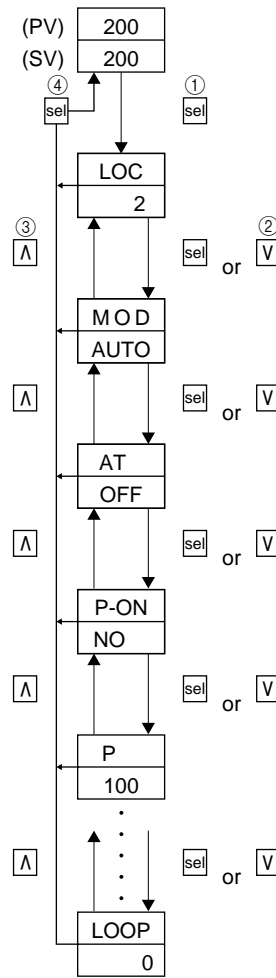 (PV) 200
(SV) 200
④ ①
sel sel
LOC
2
③ ②
∧ sel or ∨
MOD
AUTO
∧ sel or ∨
AT
OFF
∧ sel or ∨
P-ON
NO
∧ sel or ∨
P
100
∧ sel or ∨
LOOP
0